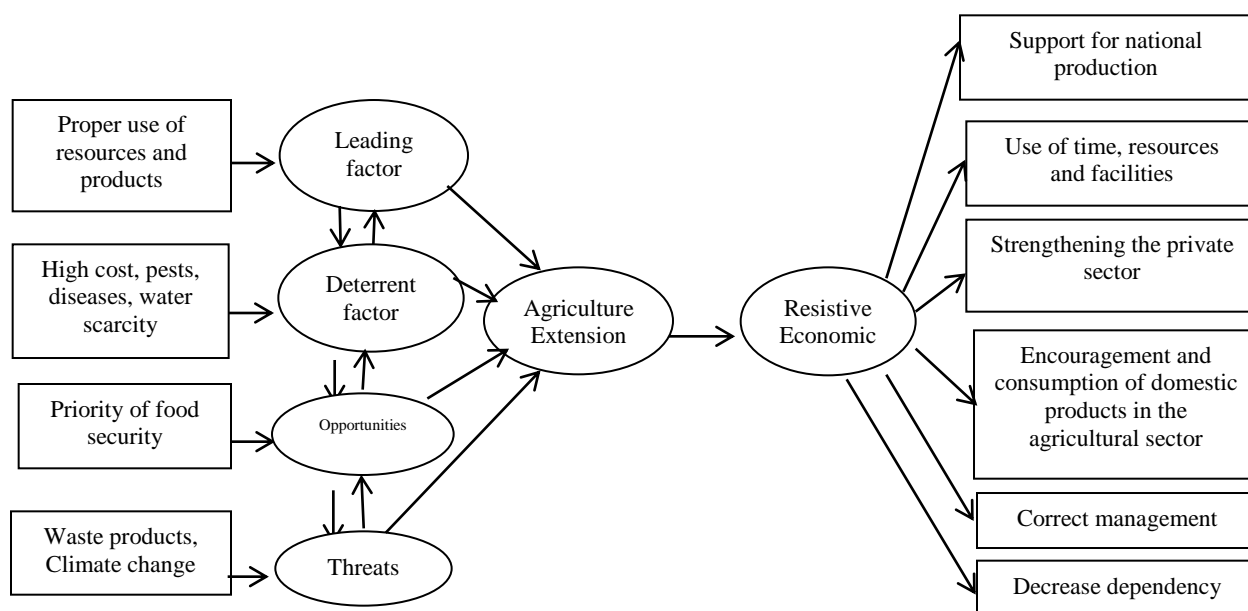 Proper use of
resources and
products
High cost, pests,
diseases, water
scarcity
Priority of food
security
Waste products,
Climate change
Leading
factor
Deterrent
factor
Opportunities
Threats
Agriculture
Extension
Resistive
Economic
Support for national
production
Use of time, resources
and facilities
Strengthening the private
sector
Encouragement and
consumption of domestic
products in the
agricultural sector
Correct management
Decrease dependency